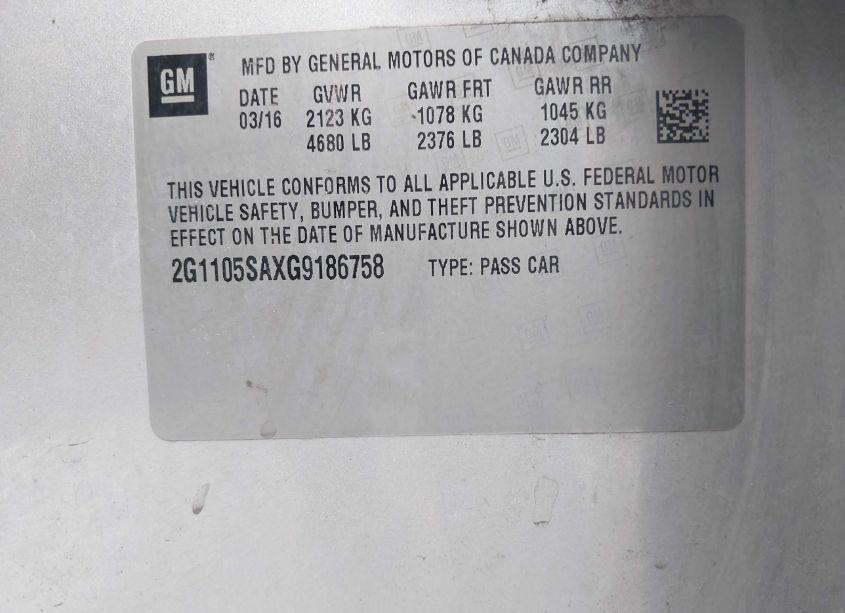 GM®
MFD BY GENERAL MOTORS OF CANADA COMPANY
DATE GVWR GAWR FRT GAWR RR
03/16 2123 KG 1078 KG 1045 KG
4680 LB 2376 LB 2304 LB
THIS VEHICLE CONFORMS TO ALL APPLICABLE U.S. FEDERAL MOTOR
VEHICLE SAFETY, BUMPER, AND THEFT PREVENTION STANDARDS IN
EFFECT ON THE DATE OF MANUFACTURE SHOWN ABOVE.
2G1105SAXG9186758 TYPE: PASS CAR